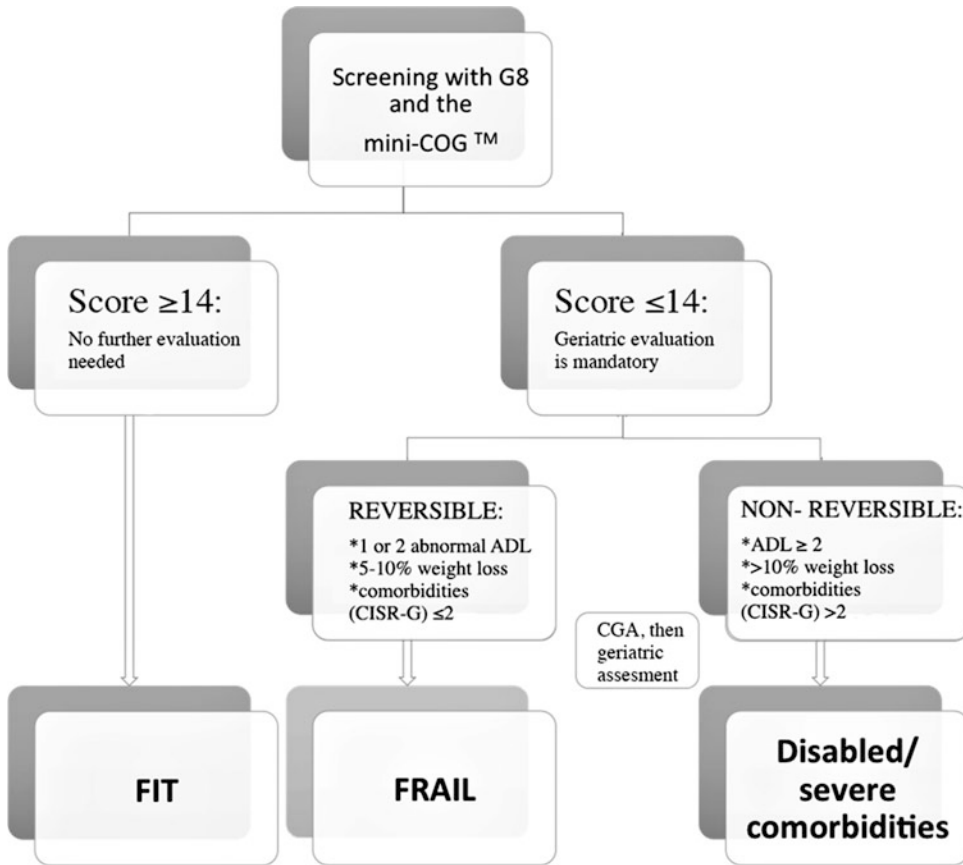 Screening with G8
and the
mini-COG ™
Score ≥14:
No further evaluation
needed
Score ≤14:
Geriatric evaluation
is mandatory
REVERSIBLE:
*1 or 2 abnormal ADL
*5-10% weight loss
*comorbidities
(CISR-G) ≤2
NON- REVERSIBLE:
*ADL ≥ 2
*>10% weight loss
*comorbidities
(CISR-G) >2
CGA, then
geriatric
assesment
FIT
FRAIL
Disabled/
severe
comorbidities